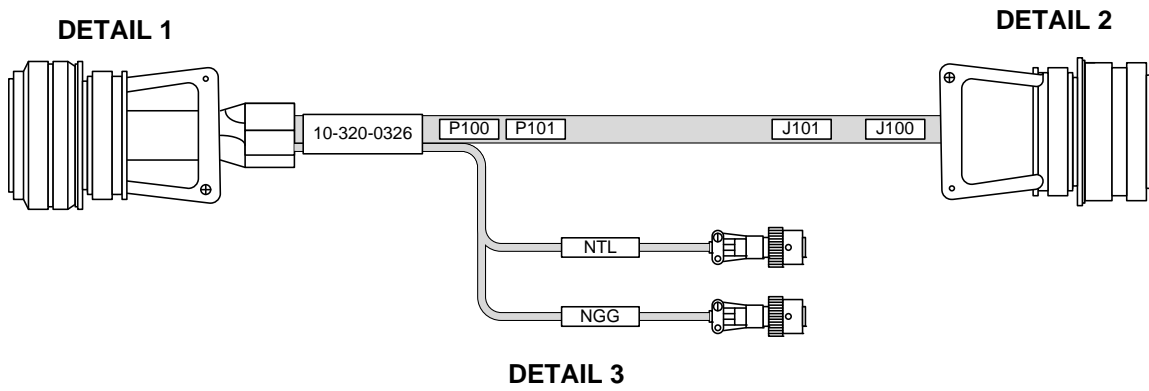 DETAIL 1
DETAIL 2
10-320-0326
P100
P101
J101
J100
NTL
NGG
DETAIL 3